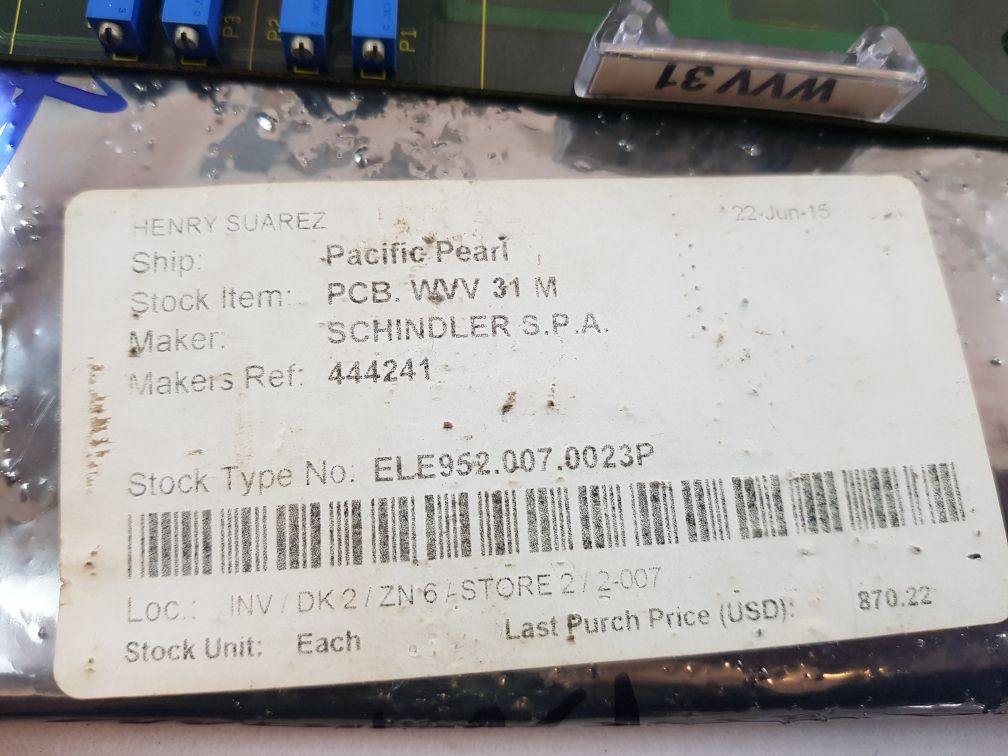 P3
P2
P1
WVV 31
HENRY SUAREZ
22-Jun-15
Ship: Pacific Pearl
Stock Item: PCB. WVV 31 M
Maker: SCHINDLER S.P.A.
Makers Ref: 444241
Stock Type No: ELE952.007.0023P
Loc.: INV / DK 2 / ZN 6 / STORE 2 / 2-007
Stock Unit: Each
Last Purch Price (USD): 870.22